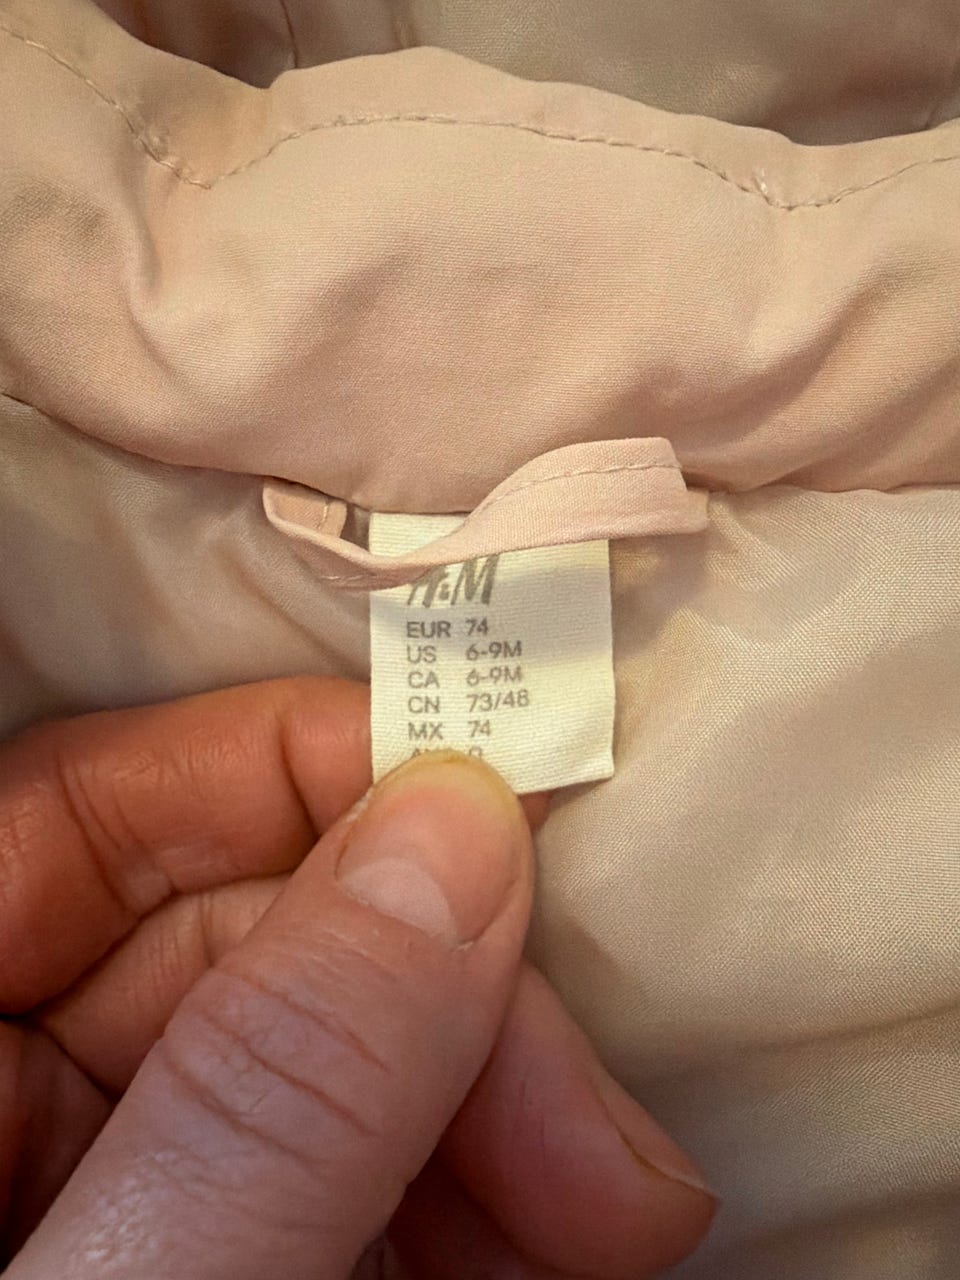 H&M
EUR 74
US 6-9M
CA 6-9M
CN 73/48
MX 74